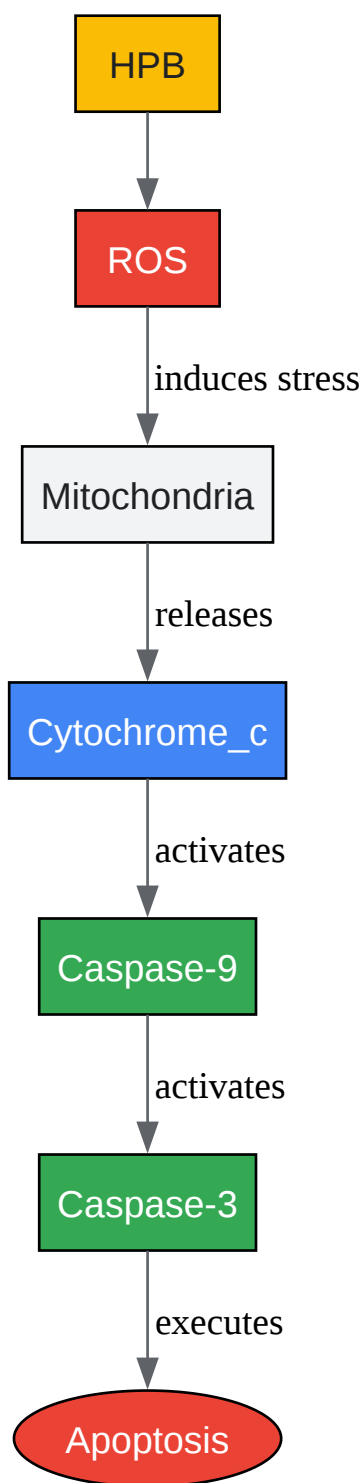 HPB
ROS
induces stress
Mitochondria
releases
Cytochrome_c
activates
Caspase-9
activates
Caspase-3
executes
Apoptosis